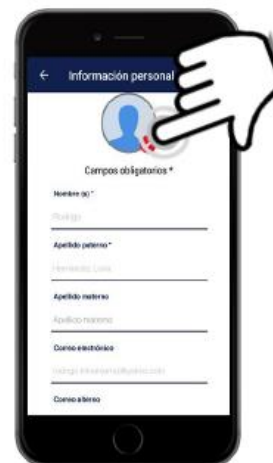 Información personal
Campos obligatorios *
Nombre (s) *
Rodrigo
Apellido paterno *
Apellido materno
Apellido materno
Correo electrónico
Correo alterno